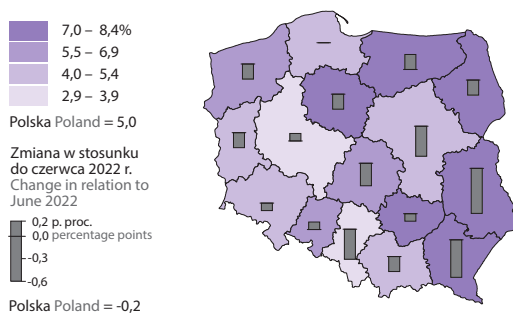 7,0 – 8,4%
5,5 – 6,9
4,0 – 5,4
2,9 – 3,9
Polska Poland = 5,0
Zmiana w stosunku
do czerwca 2022 r.
Change in relation to
June 2022
0,2 p. proc.
0,0 percentage points
-0,3
-0,6
Polska Poland = -0,2